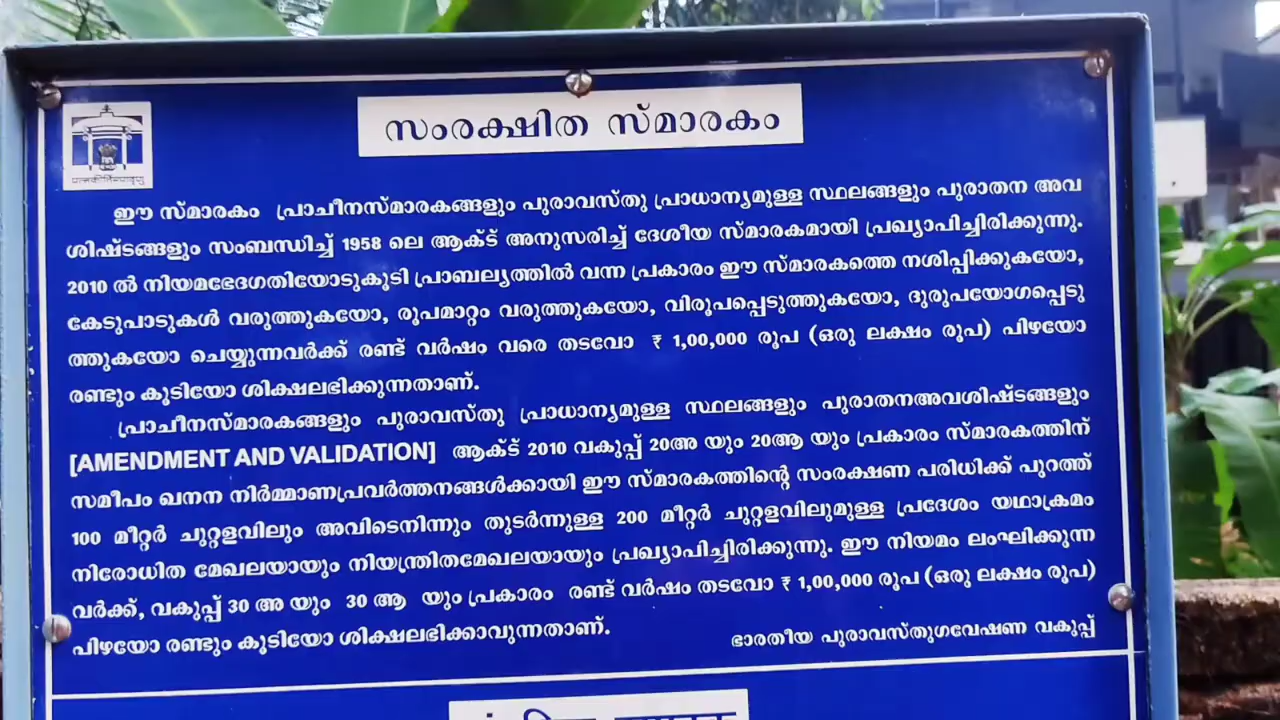 സംരക്ഷിത സ്മാരകം
ഈ സ്മാരകം പ്രാചീനസ്മാരകങ്ങളും പുരാവസ്തു പ്രാധാന്യമുള്ള സ്ഥലങ്ങളും പുരാതന അവ
ശിഷ്ടങ്ങളും സംബന്ധിച്ച് 1958 ലെ ആക്ട് അനുസരിച്ച് ദേശീയ സ്മാരകമായി പ്രഖ്യാപിച്ചിരിക്കുന്നു.
2010 ൽ നിയമഭേദഗതിയോടുകൂടി പ്രാബല്യത്തിൽ വന്ന പ്രകാരം ഈ സ്മാരകത്തെ നശിപ്പിക്കുകയോ,
കേടുപാടുകൾ വരുത്തുകയോ, രൂപമാറ്റം വരുത്തുകയോ, വിരൂപപ്പെടുത്തുകയോ, ദുരുപയോഗപ്പെടു
ത്തുകയോ ചെയ്യുന്നവർക്ക് രണ്ട് വർഷം വരെ തടവോ ₹ 1,00,000 രൂപ (ഒരു ലക്ഷം രൂപ) പിഴയോ
രണ്ടും കൂടിയോ ശിക്ഷലഭിക്കുന്നതാണ്.
പ്രാചീനസ്മാരകങ്ങളും പുരാവസ്തു പ്രാധാന്യമുള്ള സ്ഥലങ്ങളും പുരാതനഅവശിഷ്ടങ്ങളും
[AMENDMENT AND VALIDATION] ആക്ട് 2010 വകുപ്പ് 20അ യും 20ആ യും പ്രകാരം സ്മാരകത്തിന്
സമീപം ഖനന നിർമ്മാണപ്രവർത്തനങ്ങൾക്കായി ഈ സ്മാരകത്തിന്റെ സംരക്ഷണ പരിധിക്ക് പുറത്ത്
100 മീറ്റർ ചുറ്റളവിലും അവിടെനിന്നും തുടർന്നുള്ള 200 മീറ്റർ ചുറ്റളവിലുമുള്ള പ്രദേശം യഥാക്രമം
നിരോധിത മേഖലയായും നിയന്ത്രിതമേഖലയായും പ്രഖ്യാപിച്ചിരിക്കുന്നു. ഈ നിയമം ലംഘിക്കുന്ന
വർക്ക്, വകുപ്പ് 30 അ യും 30 ആ യും പ്രകാരം രണ്ട് വർഷം തടവോ ₹ 1,00,000 രൂപ (ഒരു ലക്ഷം രൂപ)
പിഴയോ രണ്ടും കൂടിയോ ശിക്ഷലഭിക്കാവുന്നതാണ്.
ഭാരതീയ പുരാവസ്തുഗവേഷണ വകുപ്പ്